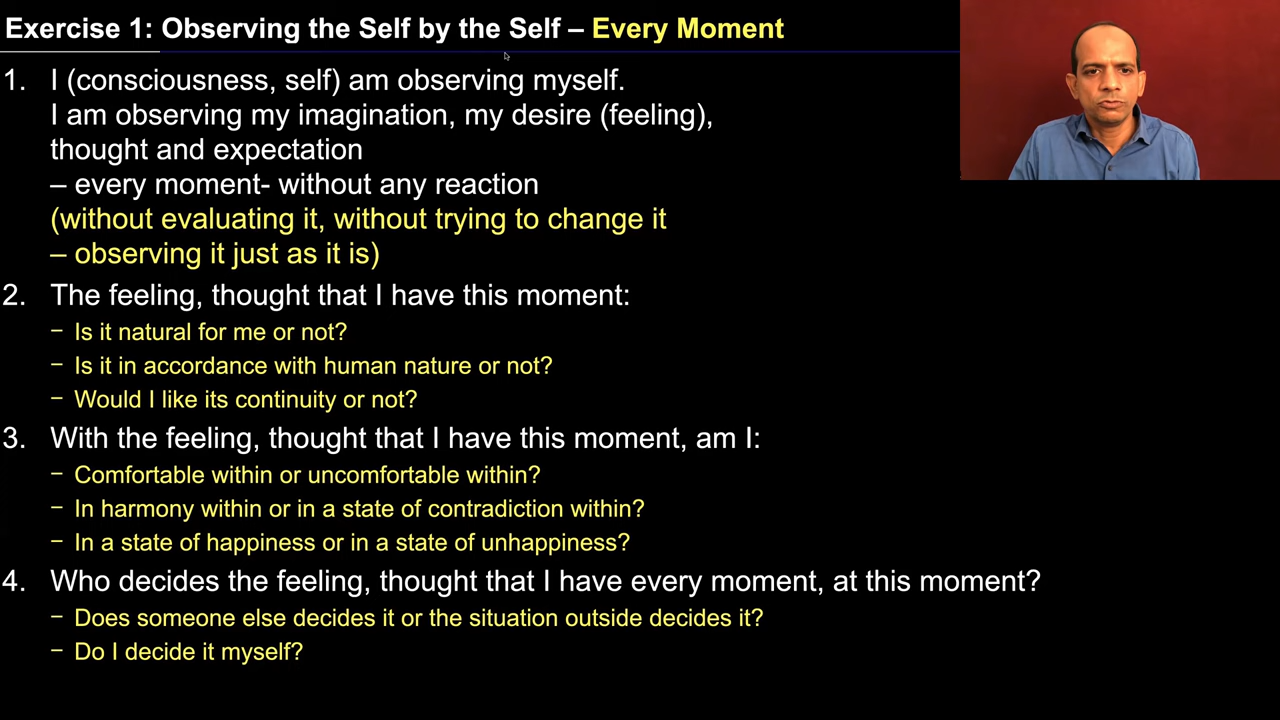 Exercise 1: Observing the Self by the Self – Every Moment
1. I (consciousness, self) am observing myself.
I am observing my imagination, my desire (feeling),
thought and expectation
– every moment- without any reaction
(without evaluating it, without trying to change it
– observing it just as it is)
2. The feeling, thought that I have this moment:
– Is it natural for me or not?
– Is it in accordance with human nature or not?
– Would I like its continuity or not?
3. With the feeling, thought that I have this moment, am I:
– Comfortable within or uncomfortable within?
– In harmony within or in a state of contradiction within?
– In a state of happiness or in a state of unhappiness?
4. Who decides the feeling, thought that I have every moment, at this moment?
– Does someone else decides it or the situation outside decides it?
– Do I decide it myself?